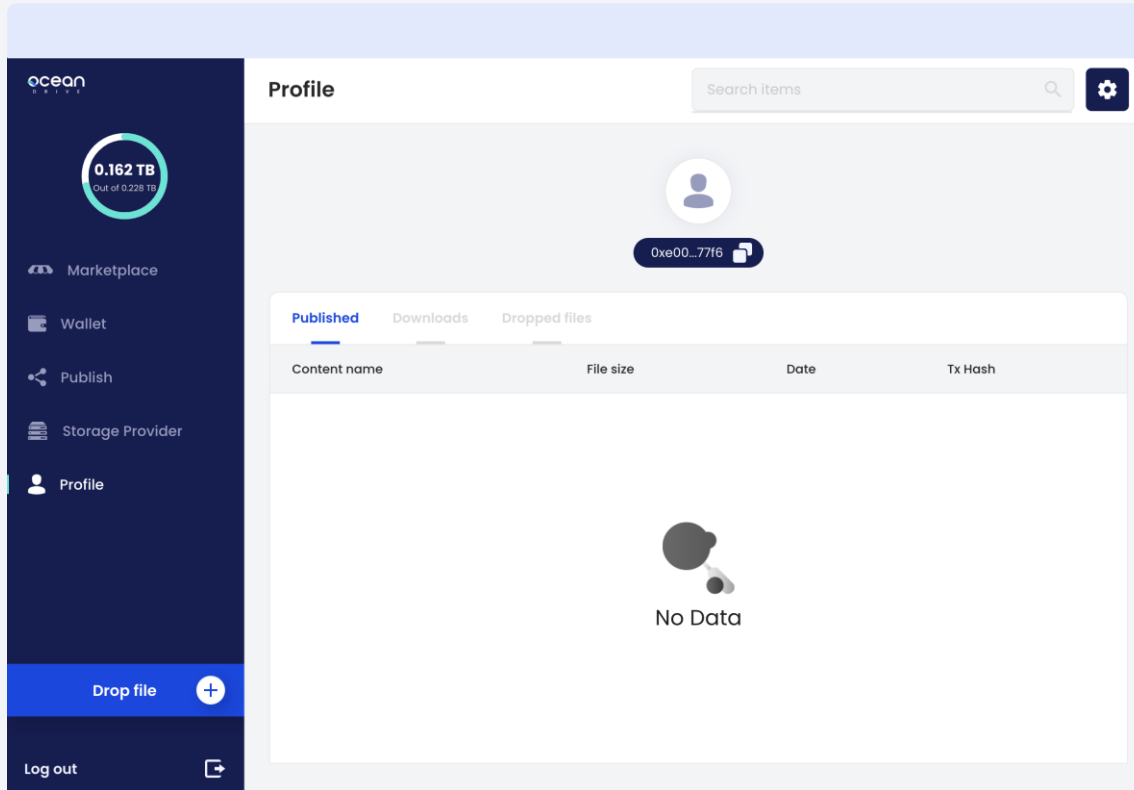 ocean
DRIVE
Profile
Search items
0.162 TB
Out of 0.228 TB
0xe00...77f6
Marketplace
Wallet
Publish
Storage Provider
Profile
Published Downloads Dropped files
Content name File size Date Tx Hash
No Data
Drop file
Log out